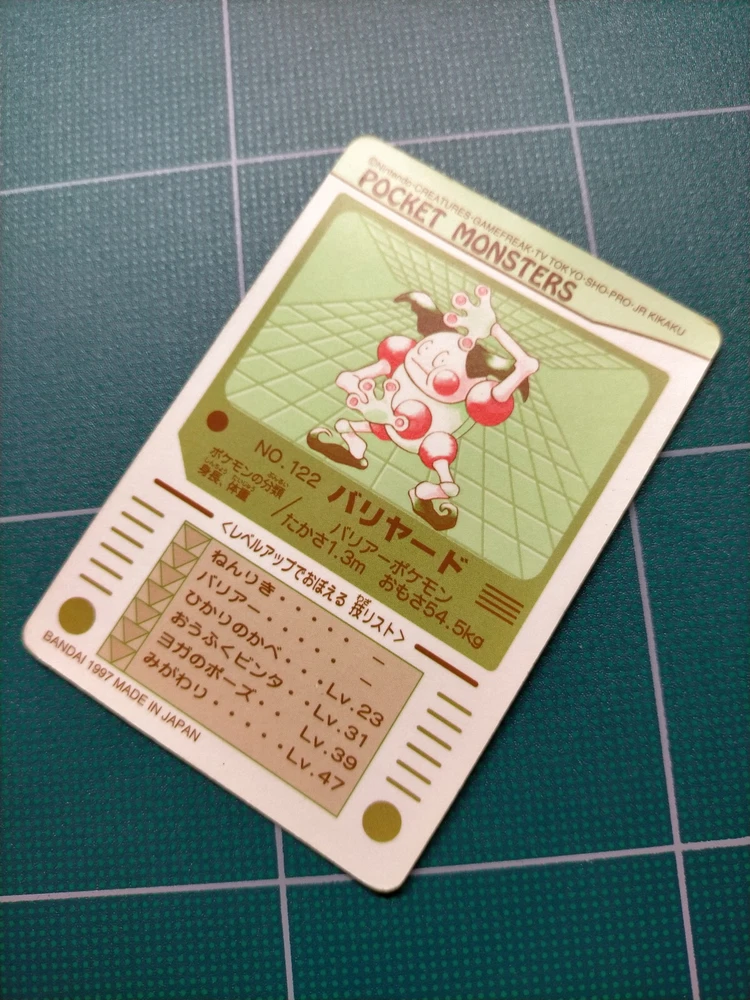 ©Nintendo·CREATURES·GAMEFREAK·TV TOKYO·SHO-PRO·JR KIKAKU
POCKET MONSTERS
NO.122 バリヤード
ポケモンの分類 バリアーポケモン
身長、体重 / たかさ1.3m おもさ54.5kg
<レベルアップでおぼえる技リスト>
ねんりき・・・・・ —
バリアー・・・・・ —
ひかりのかべ・・・Lv.23
おうふくビンタ・・Lv.31
ヨガのポーズ・・・Lv.39
みがわり・・・・・Lv.47
BANDAI 1997 MADE IN JAPAN